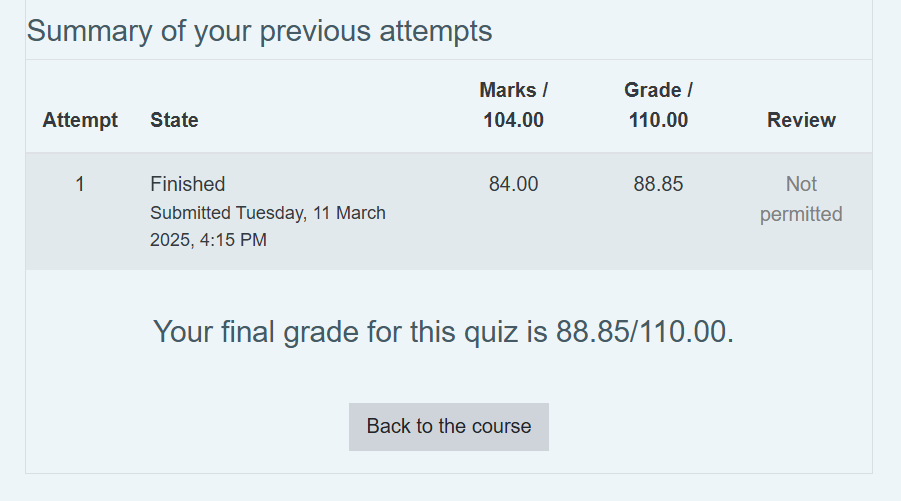 Summary of your previous attempts
Attempt State Marks / 104.00 Grade / 110.00 Review
1 Finished 84.00 88.85 Not permitted
Submitted Tuesday, 11 March
2025, 4:15 PM
Your final grade for this quiz is 88.85/110.00.
Back to the course